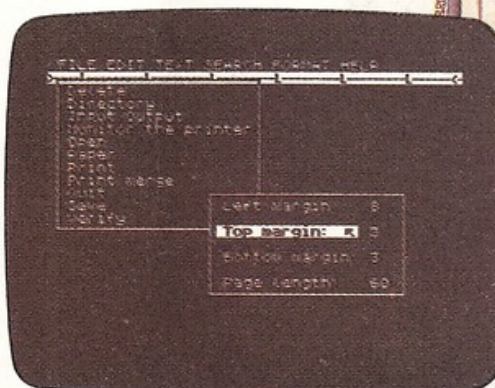 FILE EDIT TEXT SEARCH FORMAT HELP
Delete
Directory
Input output
Monitor the printer
Open
Paper
Print
Print merge
Quit
Save
Verify
Left margin 8
Top margin: 3
Bottom margin 3
Page length 60